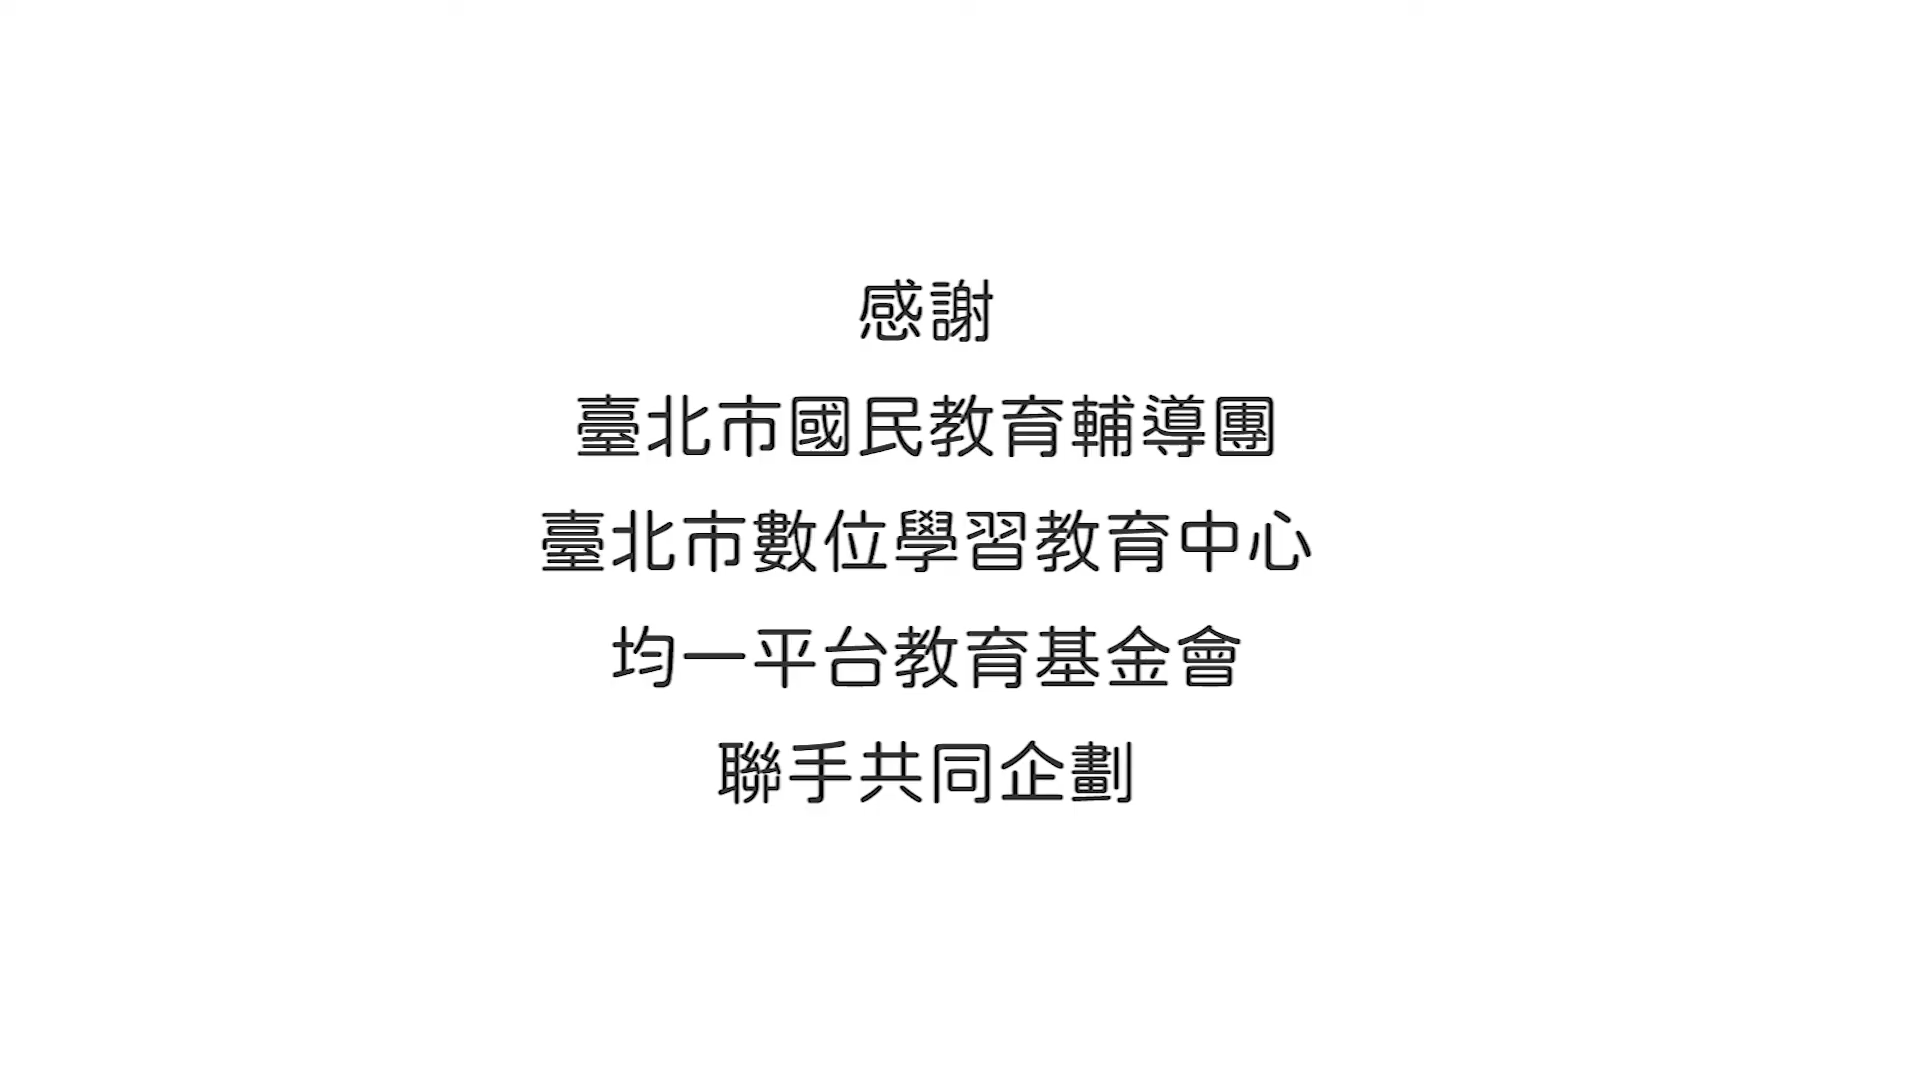 感謝
臺北市國民教育輔導團
臺北市數位學習教育中心
均一平台教育基金會
聯手共同企劃